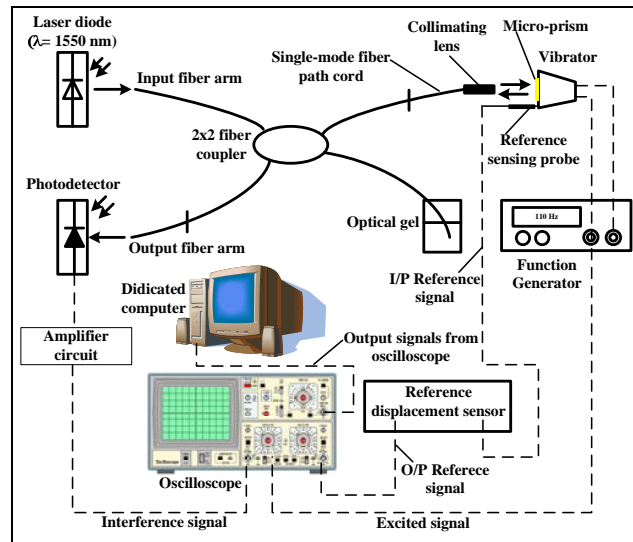 Laser diode
(λ= 1550 nm)
Input fiber arm
Single-mode fiber
path cord
Collimating
lens
Micro-prism
Vibrator
2x2 fiber
coupler
Reference
sensing probe
Photodetector
Output fiber arm
Optical gel
110 Hz
Function
Generator
I/P Reference
signal
Didicated
computer
Amplifier
circuit
Output signals from
oscilloscope
Reference
displacement sensor
Oscilloscope
O/P Referece
signal
Interference signal
Excited signal